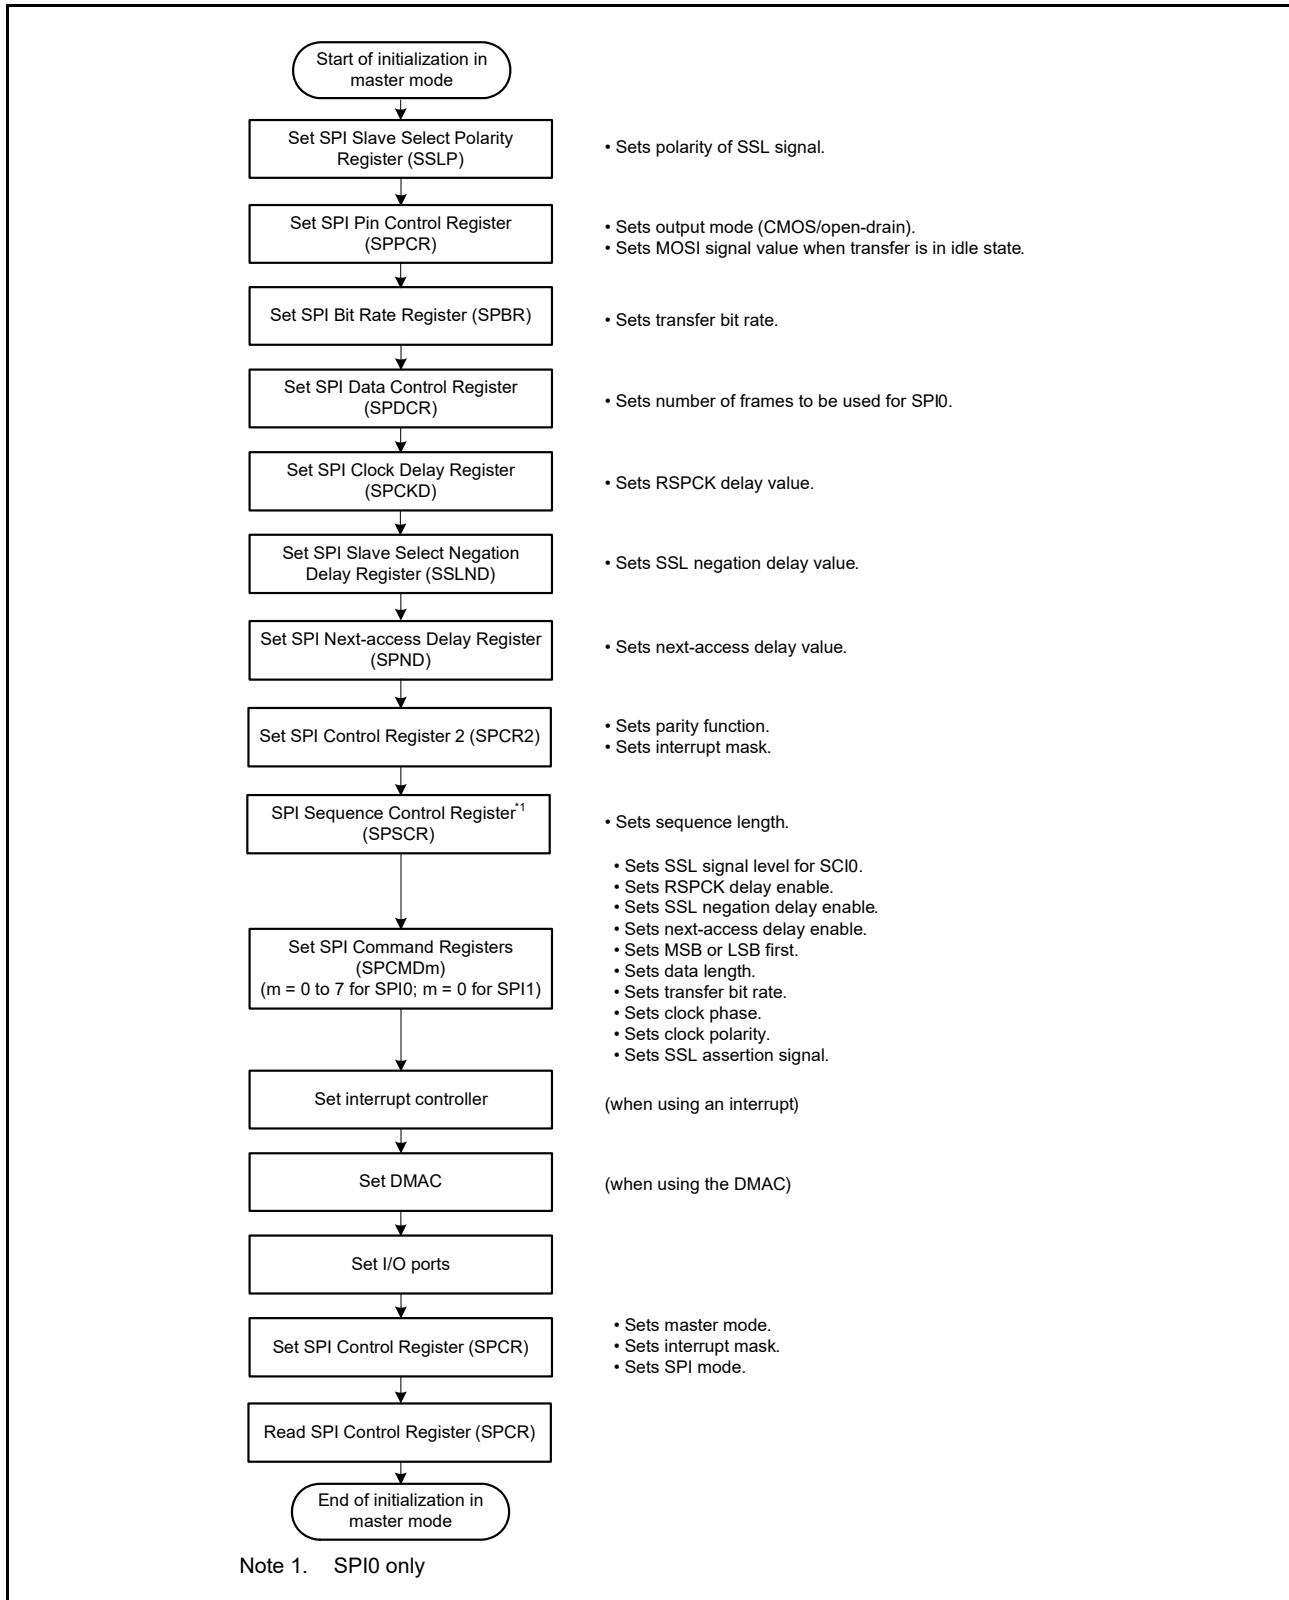 Start of initialization in
master mode
Set SPI Slave Select Polarity
Register (SSLP)
• Sets polarity of SSL signal.
Set SPI Pin Control Register
(SPPCR)
• Sets output mode (CMOS/open-drain).
• Sets MOSI signal value when transfer is in idle state.
Set SPI Bit Rate Register (SPBR)
• Sets transfer bit rate.
Set SPI Data Control Register
(SPDCR)
• Sets number of frames to be used for SPI0.
Set SPI Clock Delay Register
(SPCKD)
• Sets RSPCK delay value.
Set SPI Slave Select Negation
Delay Register (SSLND)
• Sets SSL negation delay value.
Set SPI Next-access Delay Register
(SPND)
• Sets next-access delay value.
Set SPI Control Register 2 (SPCR2)
• Sets parity function.
• Sets interrupt mask.
SPI Sequence Control Register*1
(SPSCR)
• Sets sequence length.
Set SPI Command Registers
(SPCMDm)
(m = 0 to 7 for SPI0; m = 0 for SPI1)
• Sets SSL signal level for SCI0.
• Sets RSPCK delay enable.
• Sets SSL negation delay enable.
• Sets next-access delay enable.
• Sets MSB or LSB first.
• Sets data length.
• Sets transfer bit rate.
• Sets clock phase.
• Sets clock polarity.
• Sets SSL assertion signal.
Set interrupt controller
(when using an interrupt)
Set DMAC
(when using the DMAC)
Set I/O ports
Set SPI Control Register (SPCR)
• Sets master mode.
• Sets interrupt mask.
• Sets SPI mode.
Read SPI Control Register (SPCR)
End of initialization in
master mode
Note 1. SPI0 only